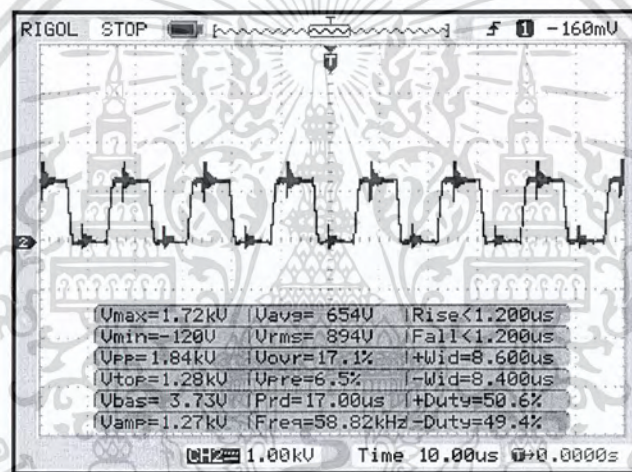 RIGOL STOP T f 1 -160mV
T
2
Vmax=1.72kV Vavg= 654V Rise<1.200us
Vmin=-120V Vrms= 894V Fall<1.200us
Vpp=1.84kV Vovr=17.1% +Wid=8.600us
Vtop=1.28kV Vpre=6.5% -Wid=8.400us
Vbas= 3.73V Prd=17.00us +Duty=50.6%
Vamp=1.27kV Freq=58.82kHz -Duty=49.4%
CH2 1.00kV Time 10.00us T→0.0000s